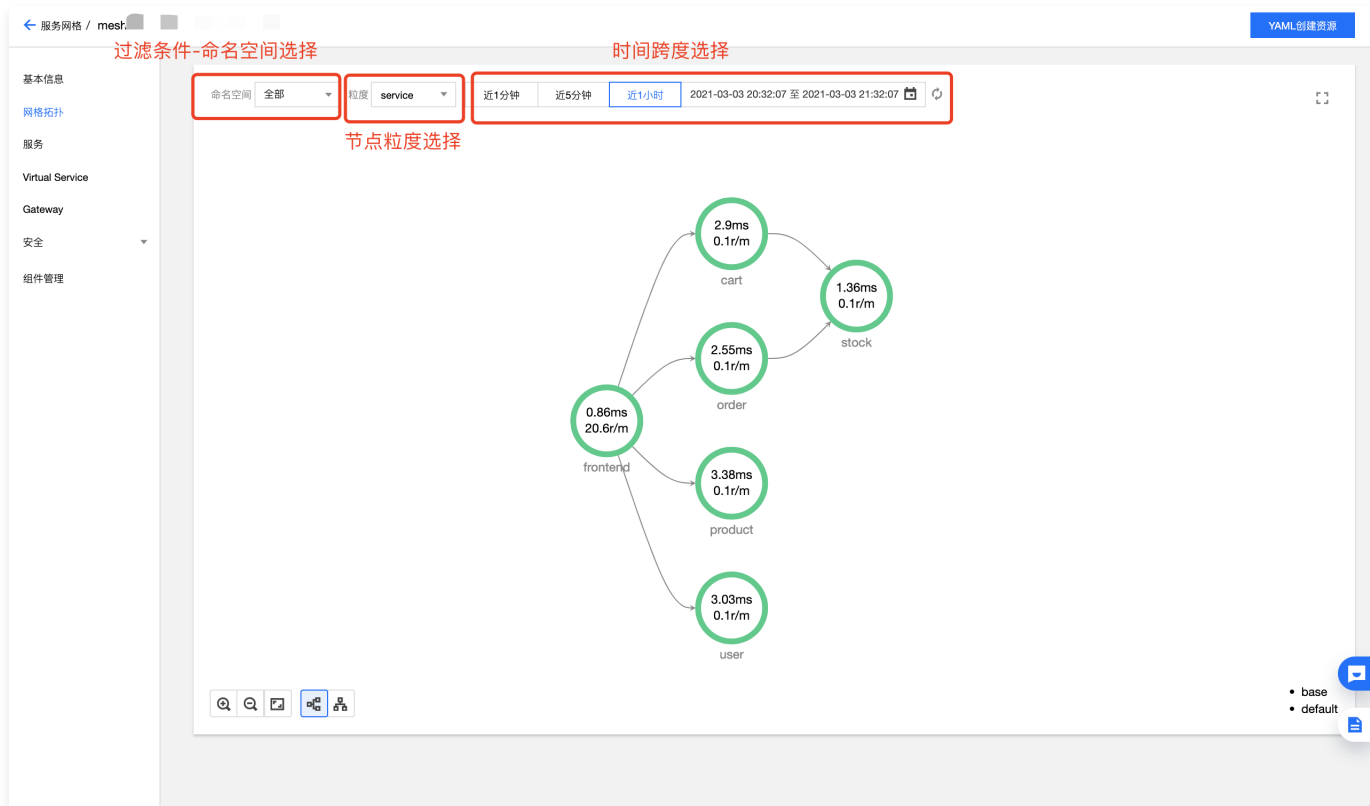 服务网格 / mesh
YAML创建资源
过滤条件-命名空间选择
时间跨度选择
基本信息
网格拓扑
服务
Virtual Service
Gateway
安全
组件管理
命名空间 全部
粒度 service
近1分钟 近5分钟 近1小时 2021-03-03 20:32:07 至 2021-03-03 21:32:07
节点粒度选择
2.9ms
0.1r/m
cart
1.36ms
0.1r/m
stock
2.55ms
0.1r/m
order
0.86ms
20.6r/m
frontend
3.38ms
0.1r/m
product
3.03ms
0.1r/m
user
• base
• default